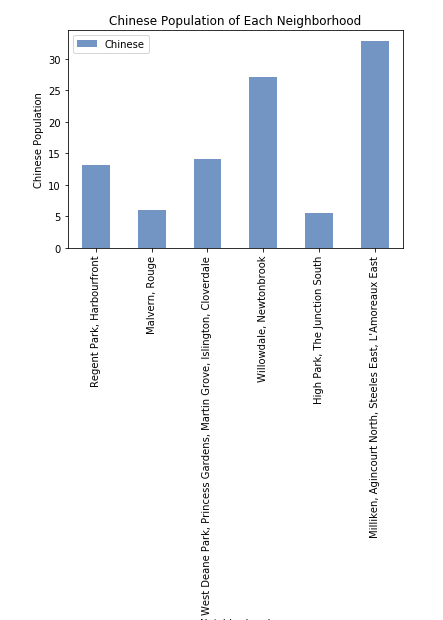 Chinese Population of Each Neighborhood
Chinese
Chinese Population
30
25
20
15
10
5
0
Regent Park, Harbourfront
Malvern, Rouge
West Deane Park, Princess Gardens, Martin Grove, Islington, Cloverdale
Willowdale, Newtonbrook
High Park, The Junction South
Milliken, Agincourt North, Steeles East, L'Amoreaux East